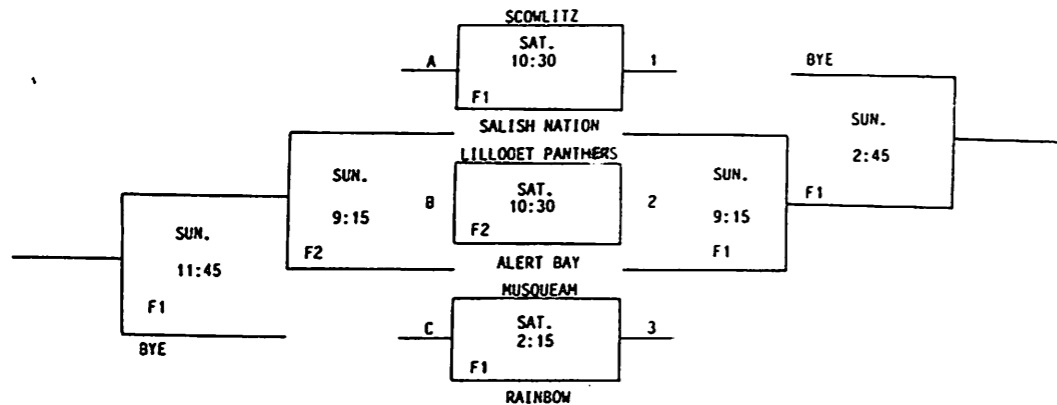 SCOWLITZ
SAT.
A 10:30 1
F1
BYE
SALISH NATION
SUN.
2:45
F1
LILLOOET PANTHERS
SUN.
9:15
F2
B
SAT.
10:30
F2
2
SUN.
9:15
F1
ALERT BAY
SUN.
11:45
F1
BYE
MUSQUEAM
SAT.
C 2:15 3
F1
RAINBOW